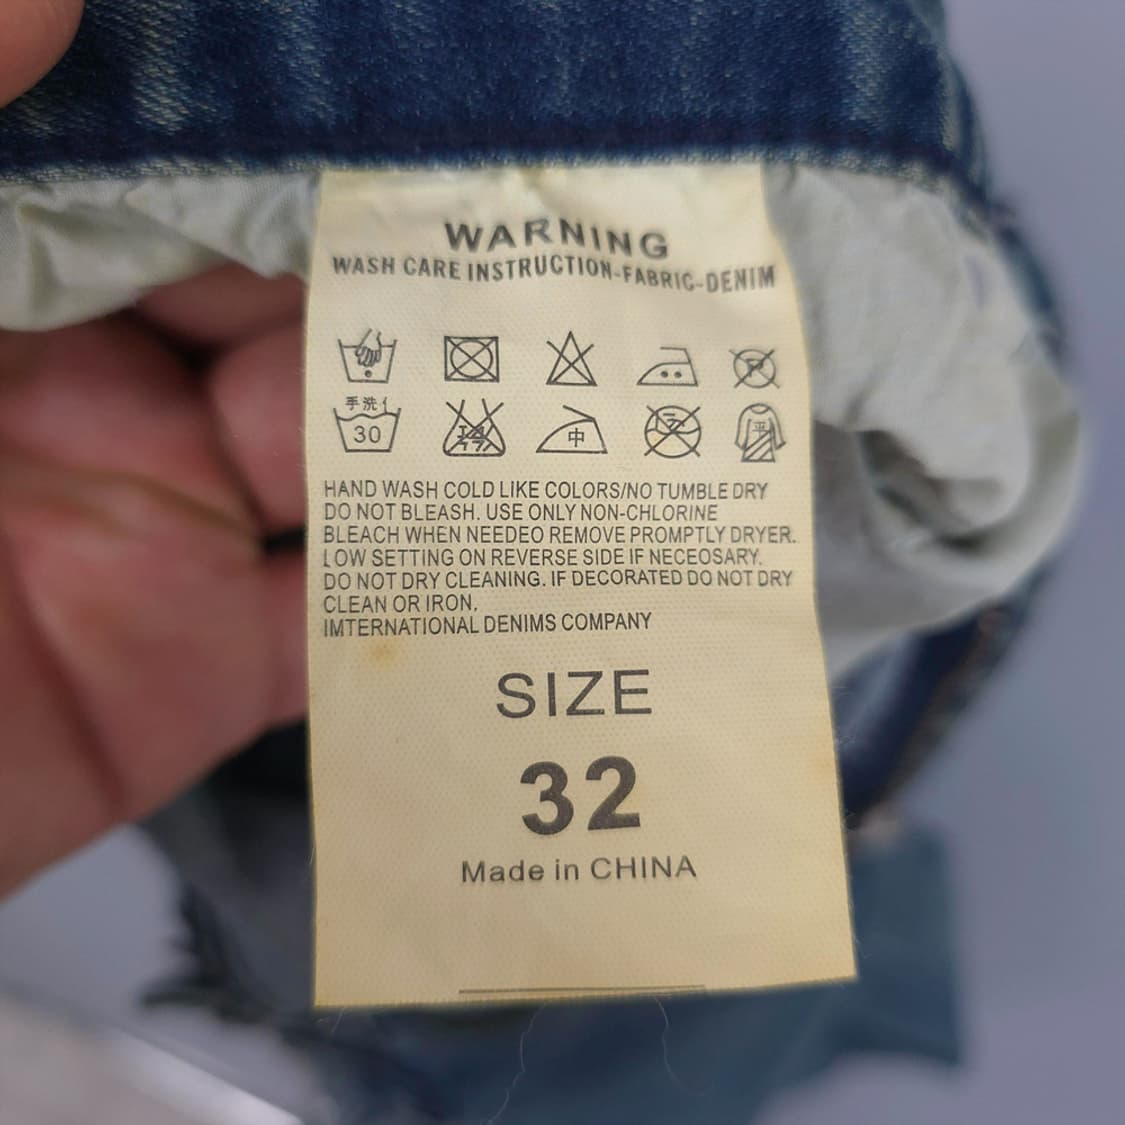 WARNING
WASH CARE INSTRUCTION-FABRIC-DENIM
P
手洗イ
30
中
平
HAND WASH COLD LIKE COLORS/NO TUMBLE DRY
DO NOT BLEASH. USE ONLY NON-CHLORINE
BLEACH WHEN NEEDEO REMOVE PROMPTLY DRYER.
LOW SETTING ON REVERSE SIDE IF NECEOSARY.
DO NOT DRY CLEANING. IF DECORATED DO NOT DRY
CLEAN OR IRON.
IMTERNATIONAL DENIMS COMPANY
SIZE
32
Made in CHINA